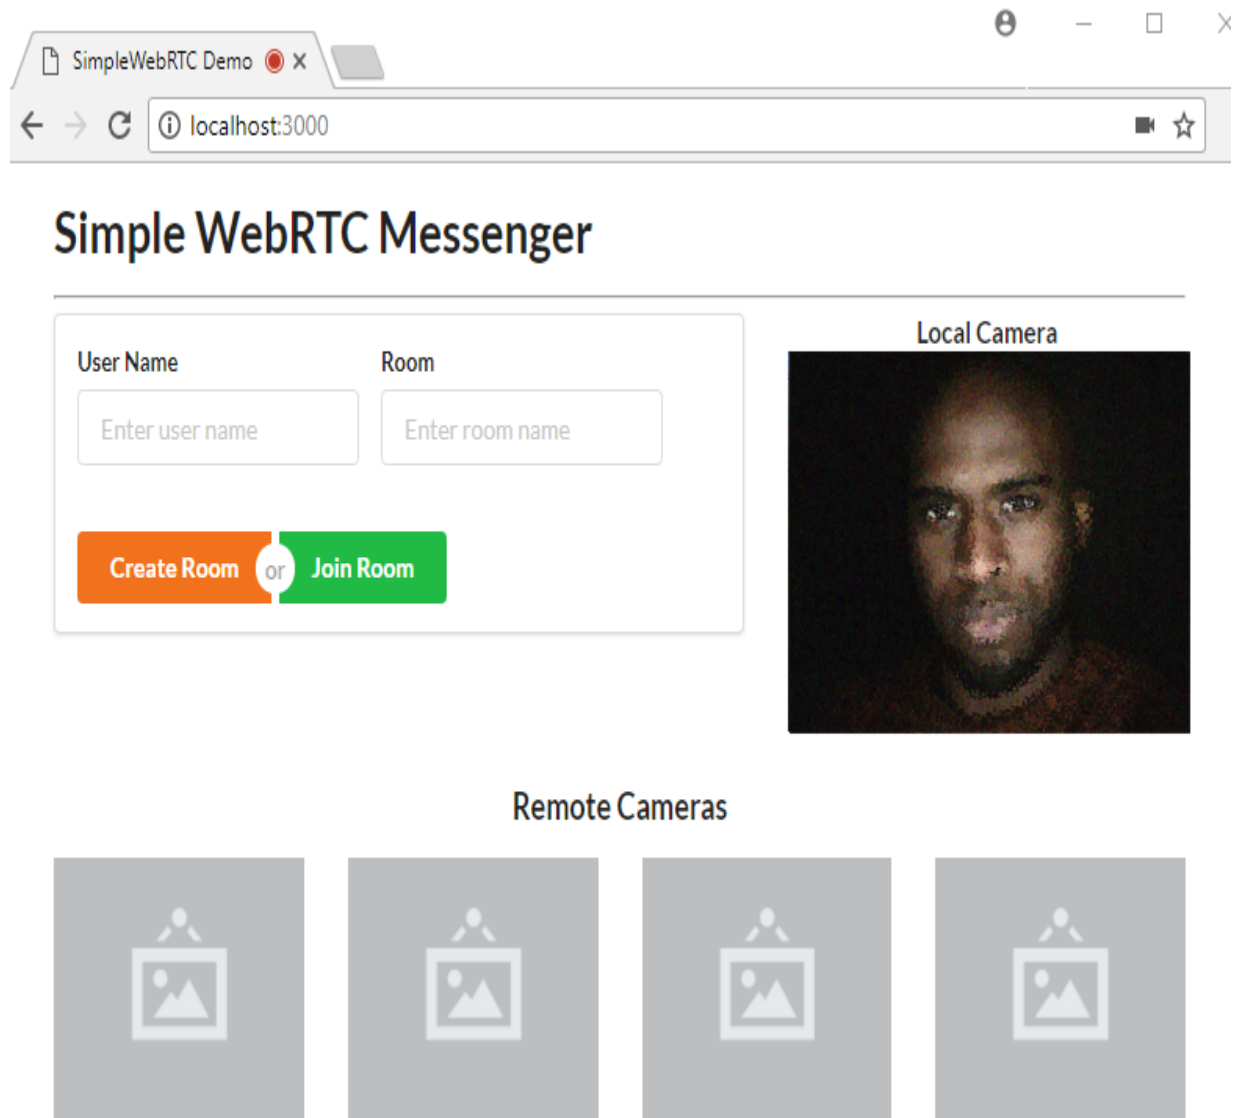 SimpleWebRTC Demo
localhost:3000
Simple WebRTC Messenger
Local Camera
User Name
Room
Enter user name
Enter room name
Create Room or Join Room
Remote Cameras